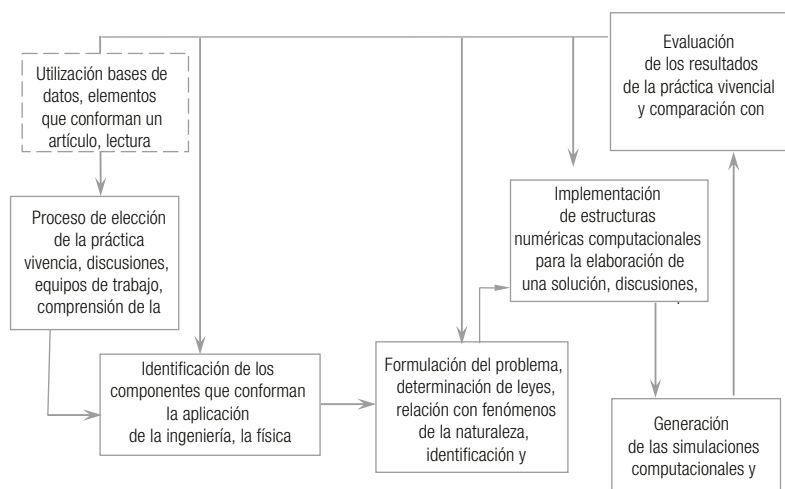 Utilización bases de
datos, elementos
que conforman un
artículo, lectura
Proceso de elección
de la práctica
vivencia, discusiones,
equipos de trabajo,
comprensión de la
Identificación de los
componentes que conforman
la aplicación
de la ingeniería, la física
Formulación del problema,
determinación de leyes,
relación con fenómenos
de la naturaleza,
identificación y
Implementación
de estructuras
numéricas computacionales
para la elaboración de
una solución, discusiones,
Generación
de las simulaciones
computacionales y
Evaluación
de los resultados
de la práctica vivencial
y comparación con